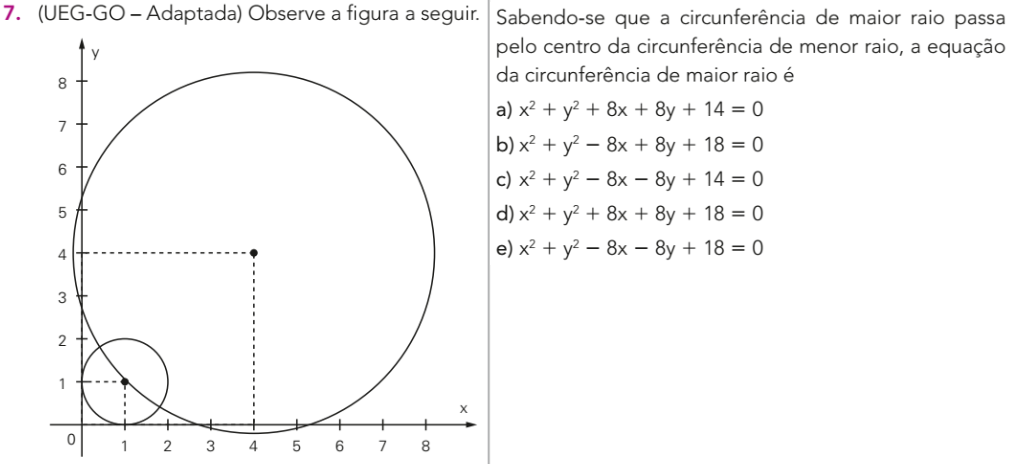 7. (UEG-GO – Adaptada) Observe a figura a seguir.
y
8
7
6
5
4
3
2
1
x
0 1 2 3 4 5 6 7 8
Sabendo-se que a circunferência de maior raio passa
pelo centro da circunferência de menor raio, a equação
da circunferência de maior raio é
a) x² + y² + 8x + 8y + 14 = 0
b) x² + y² − 8x + 8y + 18 = 0
c) x² + y² − 8x − 8y + 14 = 0
d) x² + y² + 8x + 8y + 18 = 0
e) x² + y² − 8x − 8y + 18 = 0